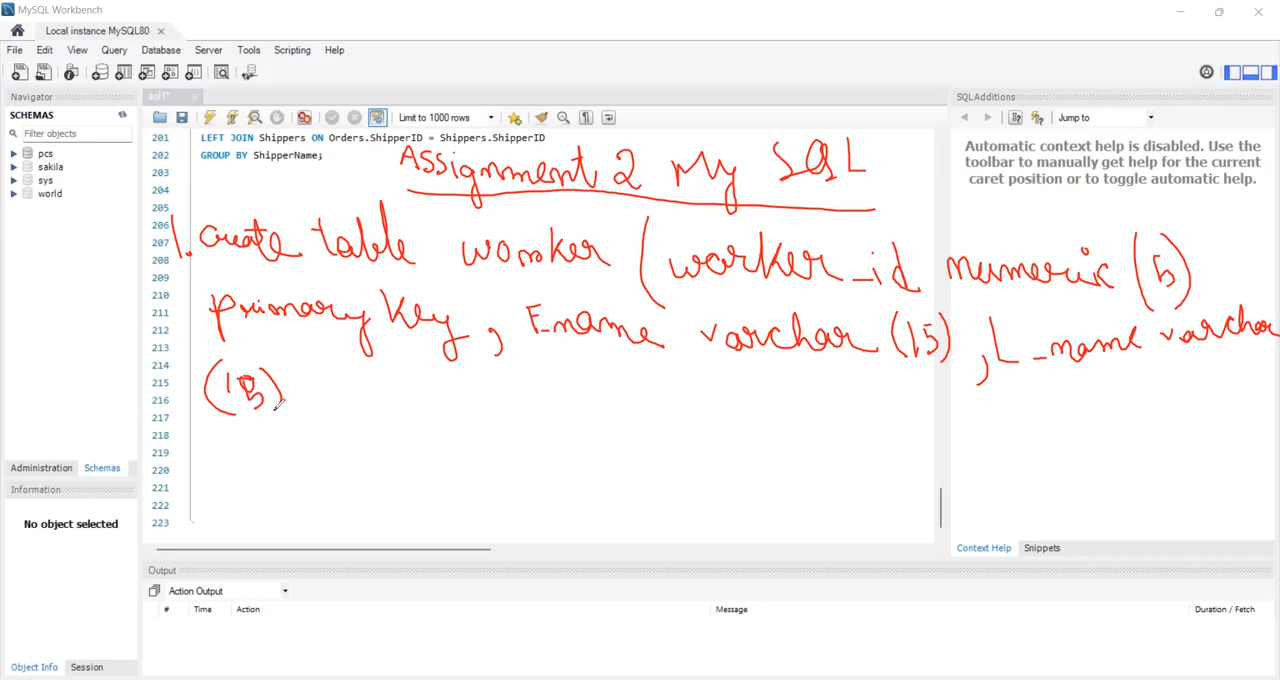 MySQL Workbench
Local instance MySQL80
File Edit View Query Database Server Tools Scripting Help
Navigator
SCHEMAS
Filter objects
pcs
sakila
sys
world
Administration Schemas
Information
No object selected
Object Info Session
sql1*
Limit to 1000 rows
201 LEFT JOIN Shippers ON Orders.ShipperID = Shippers.ShipperID
202 GROUP BY ShipperName;
203
204
205
206
207
208
209
210
211
212
213
214
215
216
217
218
219
220
221
222
223
Assignment 2 My SQL
1. Create table worker (worker_id numeric (5)
primary key, F_name varchar (15), L_name varchar
SQLAdditions
Jump to
Automatic context help is disabled. Use the
toolbar to manually get help for the current
caret position or to toggle automatic help.
Context Help Snippets
Output
Action Output
# Time Action Message Duration / Fetch